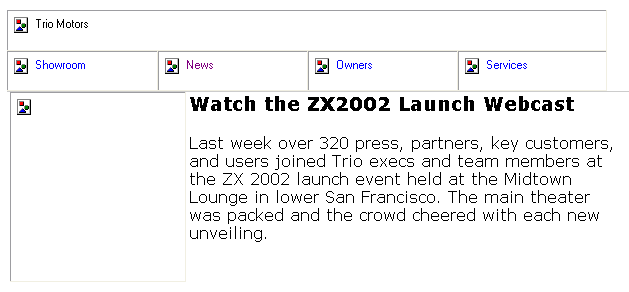 Trio Motors
Showroom News Owners Services
Watch the ZX2002 Launch Webcast
Last week over 320 press, partners, key customers,
and users joined Trio execs and team members at
the ZX 2002 launch event held at the Midtown
Lounge in lower San Francisco. The main theater
was packed and the crowd cheered with each new
unveiling.